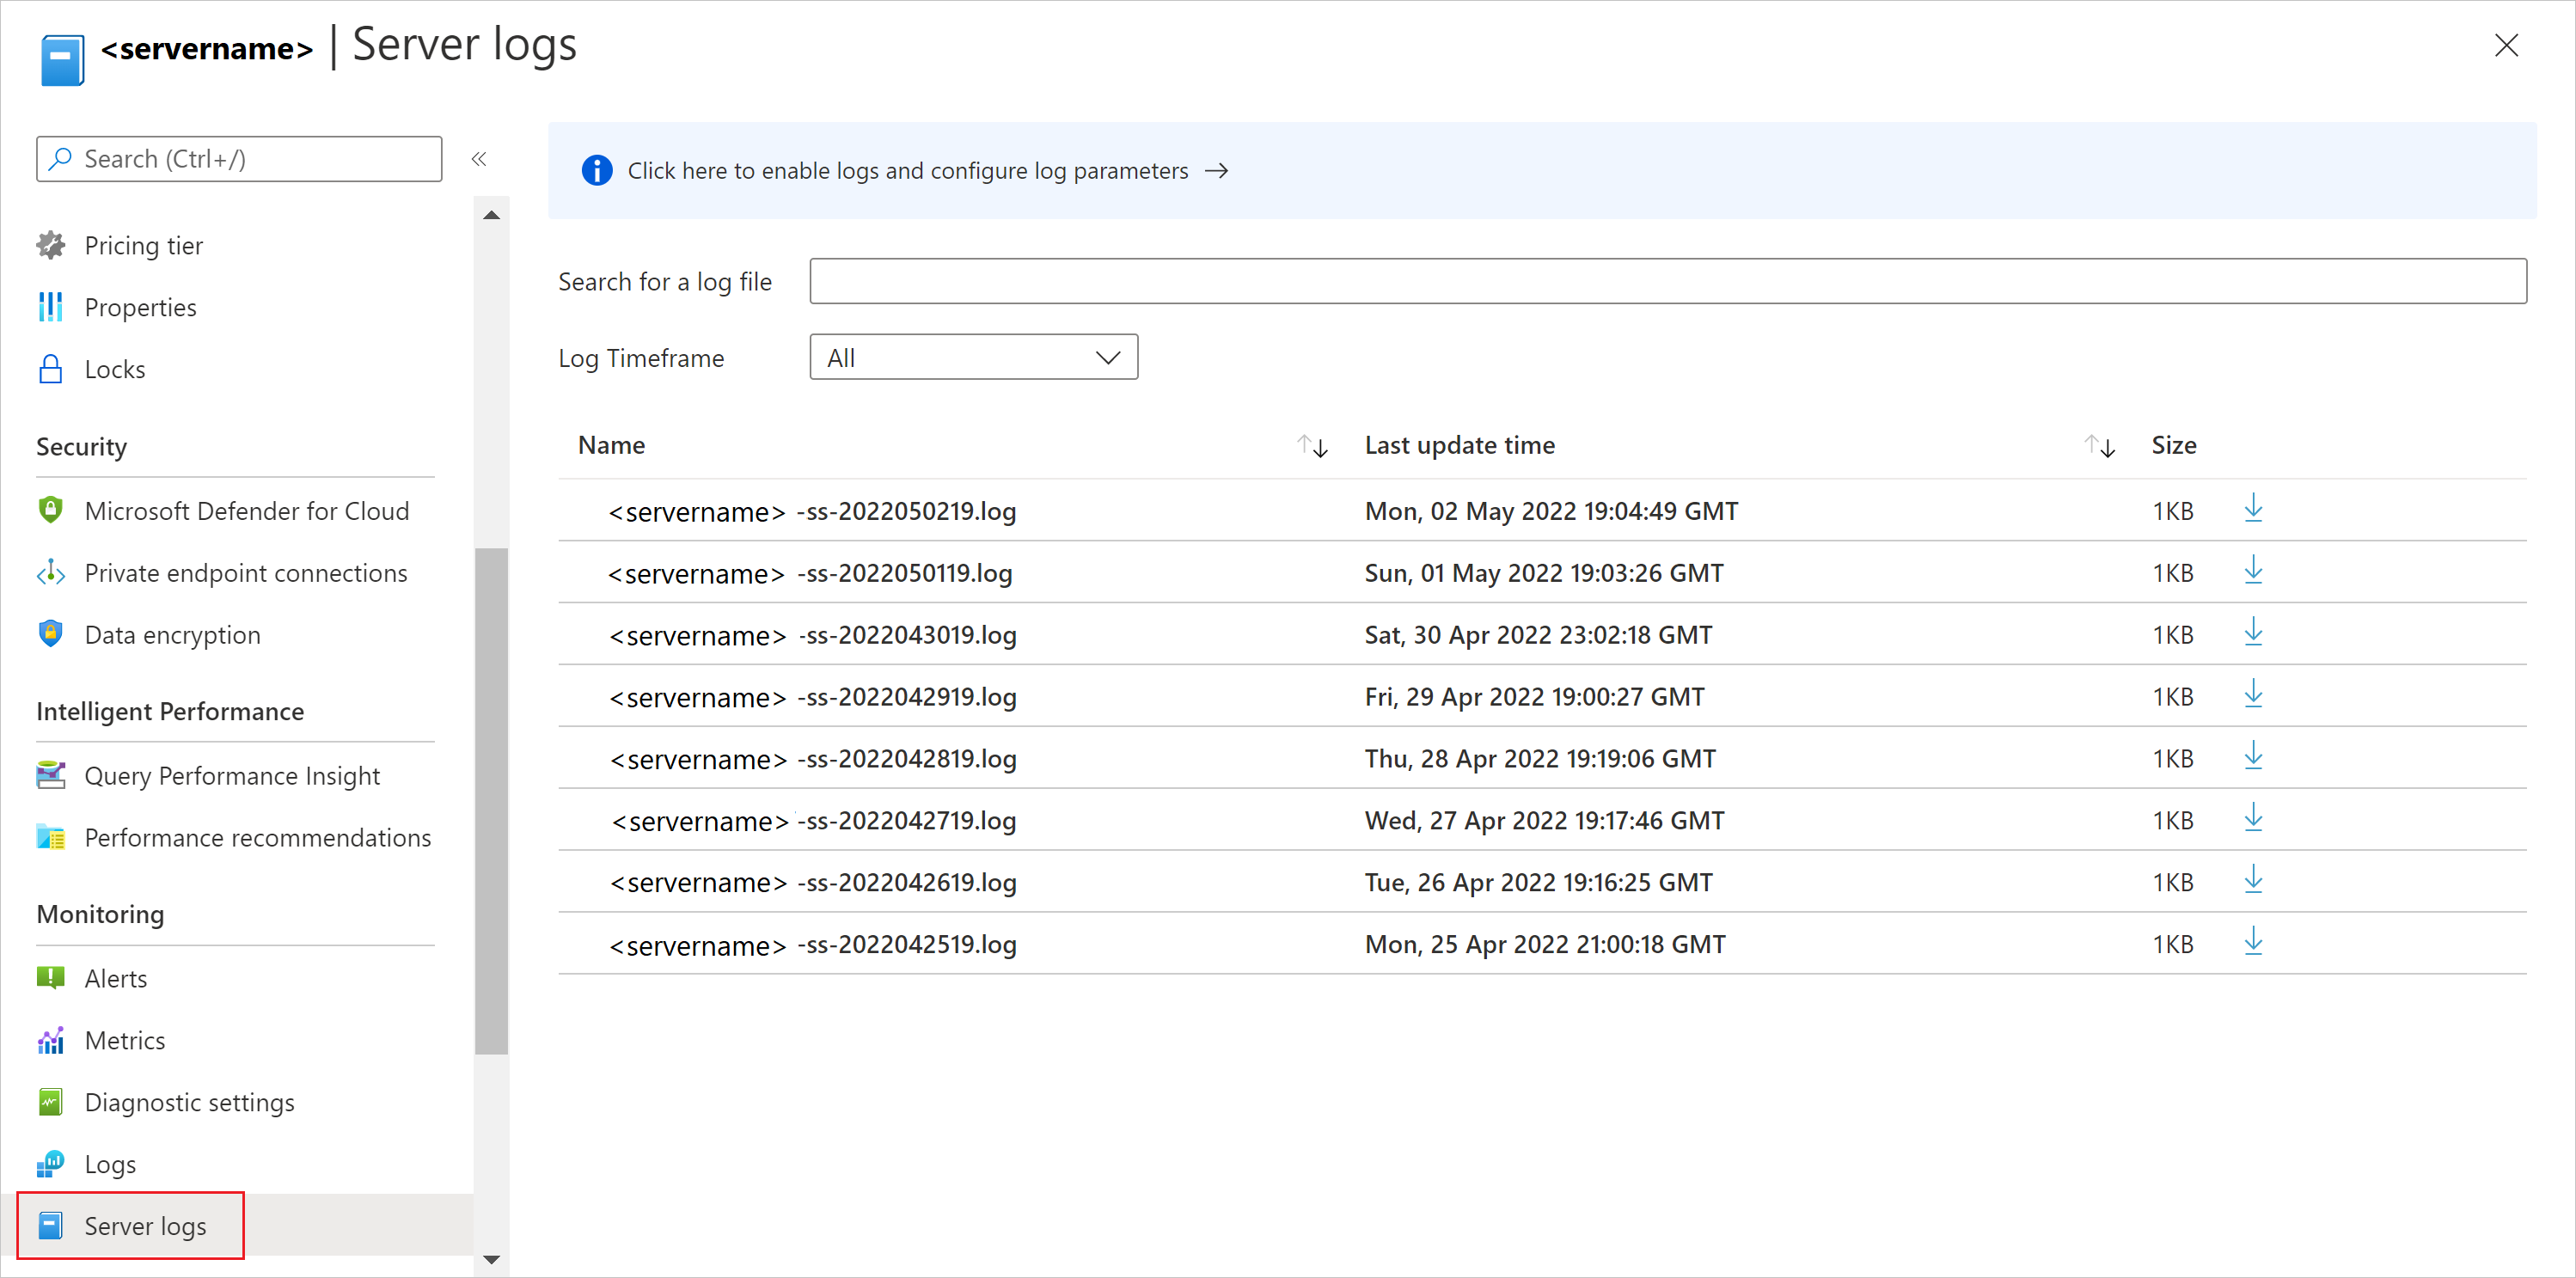 <servername> | Server logs
Search (Ctrl+/)
Pricing tier
Properties
Locks
Security
Microsoft Defender for Cloud
Private endpoint connections
Data encryption
Intelligent Performance
Query Performance Insight
Performance recommendations
Monitoring
Alerts
Metrics
Diagnostic settings
Logs
Server logs
Click here to enable logs and configure log parameters →
Search for a log file
Log Timeframe All
Name Last update time Size
<servername> -ss-2022050219.log Mon, 02 May 2022 19:04:49 GMT 1KB
<servername> -ss-2022050119.log Sun, 01 May 2022 19:03:26 GMT 1KB
<servername> -ss-2022043019.log Sat, 30 Apr 2022 23:02:18 GMT 1KB
<servername> -ss-2022042919.log Fri, 29 Apr 2022 19:00:27 GMT 1KB
<servername> -ss-2022042819.log Thu, 28 Apr 2022 19:19:06 GMT 1KB
<servername> -ss-2022042719.log Wed, 27 Apr 2022 19:17:46 GMT 1KB
<servername> -ss-2022042619.log Tue, 26 Apr 2022 19:16:25 GMT 1KB
<servername> -ss-2022042519.log Mon, 25 Apr 2022 21:00:18 GMT 1KB